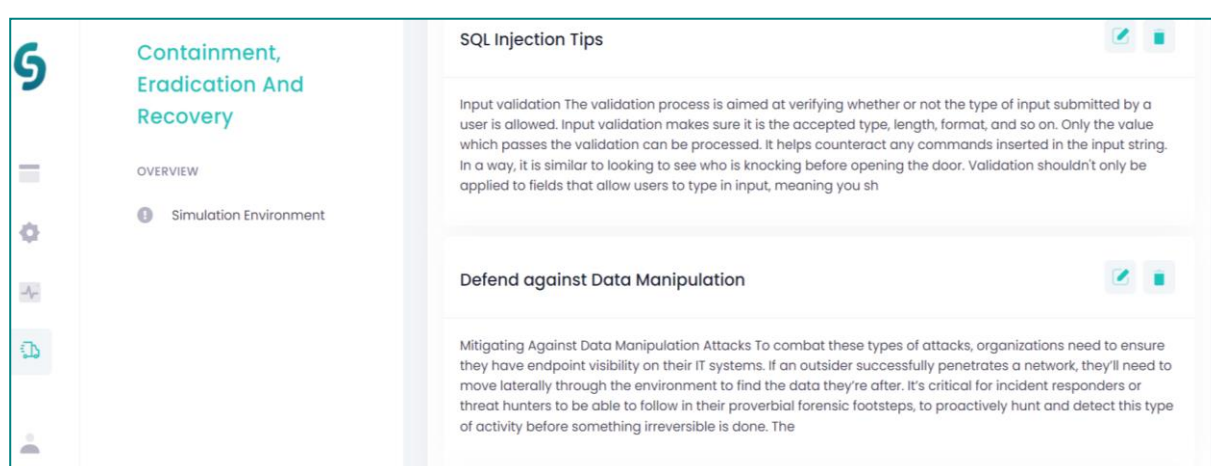 Containment,
Eradication And
Recovery
OVERVIEW
Simulation Environment
SQL Injection Tips
Input validation The validation process is aimed at verifying whether or not the type of input submitted by a
user is allowed. Input validation makes sure it is the accepted type, length, format, and so on. Only the value
which passes the validation can be processed. It helps counteract any commands inserted in the input string.
In a way, it is similar to looking to see who is knocking before opening the door. Validation shouldn't only be
applied to fields that allow users to type in input, meaning you sh
Defend against Data Manipulation
Mitigating Against Data Manipulation Attacks To combat these types of attacks, organizations need to ensure
they have endpoint visibility on their IT systems. If an outsider successfully penetrates a network, they'll need to
move laterally through the environment to find the data they're after. It's critical for incident responders or
threat hunters to be able to follow in their proverbial forensic footsteps, to proactively hunt and detect this type
of activity before something irreversible is done. The